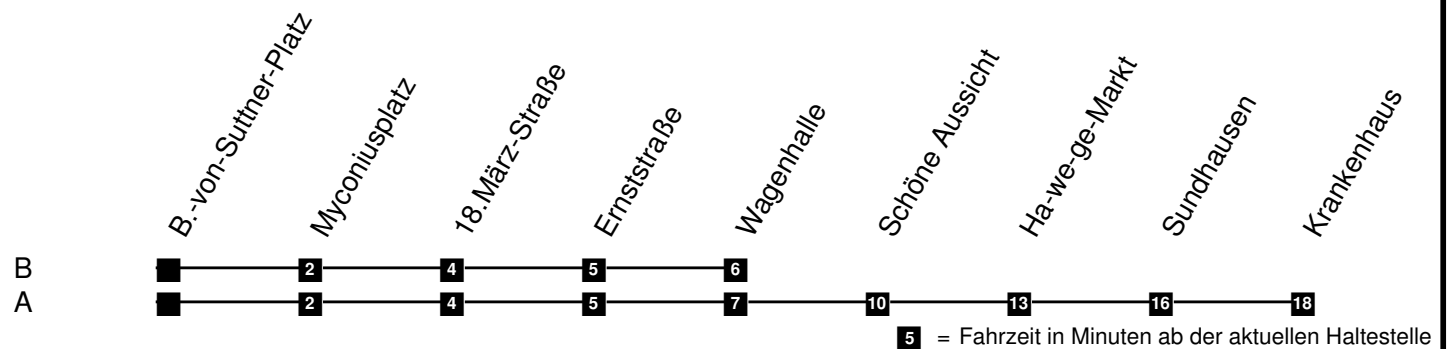 B.-von-Suttner-Platz
Myconiusplatz
18.März-Straße
Ernststraße
Wagenhalle
Schöne Aussicht
Ha-we-ge-Markt
Sundhausen
Krankenhaus
B 2 4 5 6
A 2 4 5 7 10 13 16 18
5 = Fahrzeit in Minuten ab der aktuellen Haltestelle